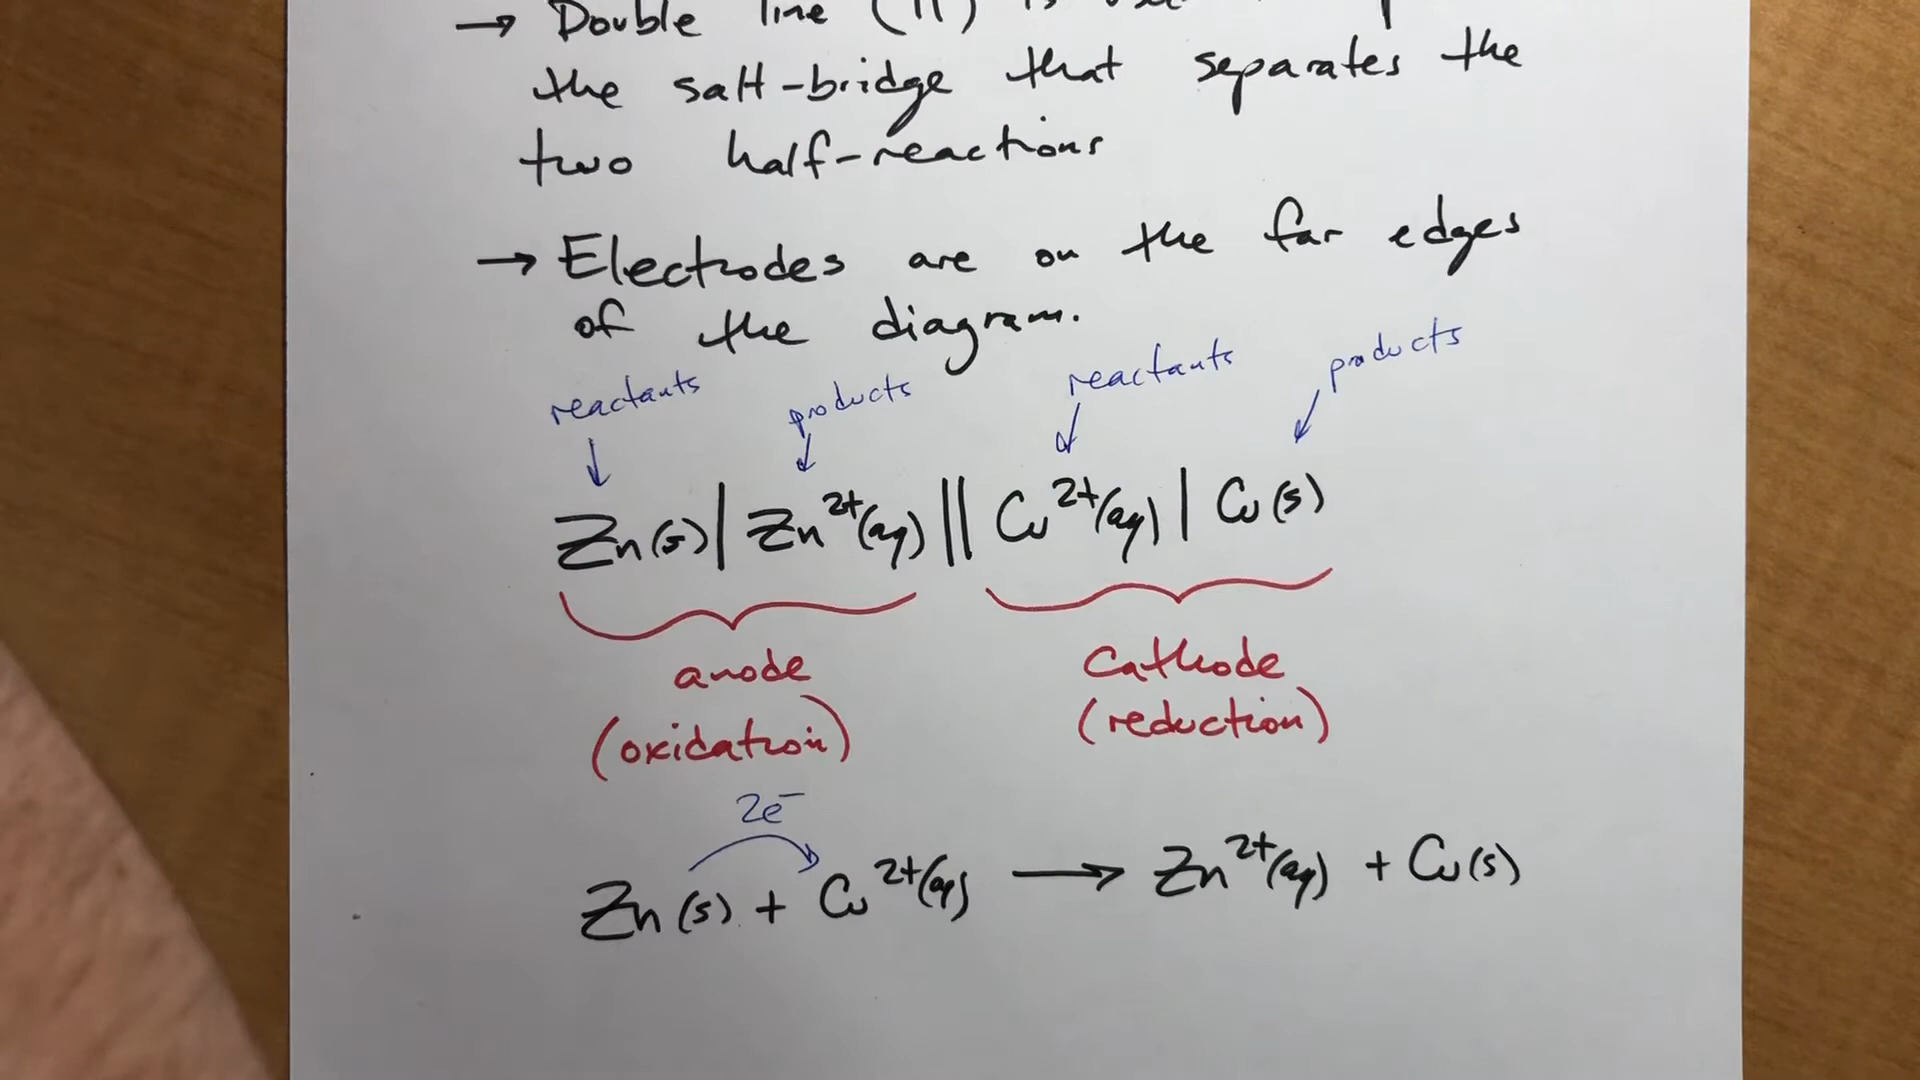 → Double line (||) is
the salt-bridge that separates the
two half-reactions
→ Electrodes are on the far edges
of the diagram.
reactants products reactants products
Zn(s) | Zn²⁺(aq) || Cu²⁺(aq) | Cu(s)
anode cathode
(oxidation) (reduction)
2e⁻
Zn(s) + Cu²⁺(aq) → Zn²⁺(aq) + Cu(s)